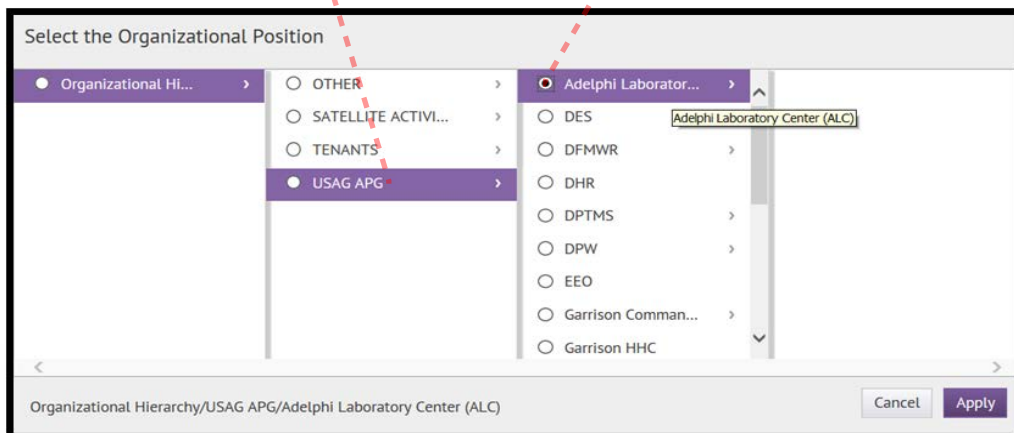 Select the Organizational Position
Organizational Hi...
OTHER
SATELLITE ACTIVI...
TENANTS
USAG APG
Adelphi Laborator...
Adelphi Laboratory Center (ALC)
DES
DFMWR
DHR
DPTMS
DPW
EEO
Garrison Comman...
Garrison HHC
Organizational Hierarchy/USAG APG/Adelphi Laboratory Center (ALC)
Cancel
Apply